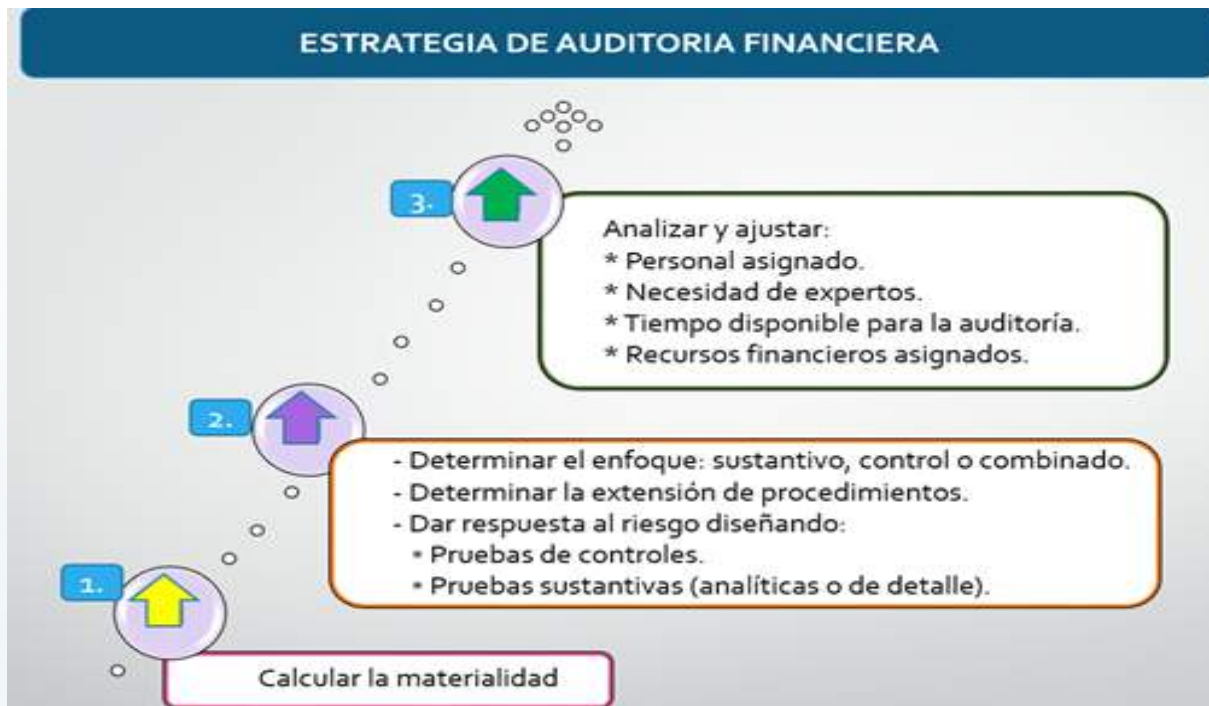 ESTRATEGIA DE AUDITORIA FINANCIERA
3.
Analizar y ajustar:
* Personal asignado.
* Necesidad de expertos.
* Tiempo disponible para la auditoría.
* Recursos financieros asignados.
2.
- Determinar el enfoque: sustantivo, control o combinado.
- Determinar la extensión de procedimientos.
- Dar respuesta al riesgo diseñando:
* Pruebas de controles.
* Pruebas sustantivas (analíticas o de detalle).
1.
Calcular la materialidad